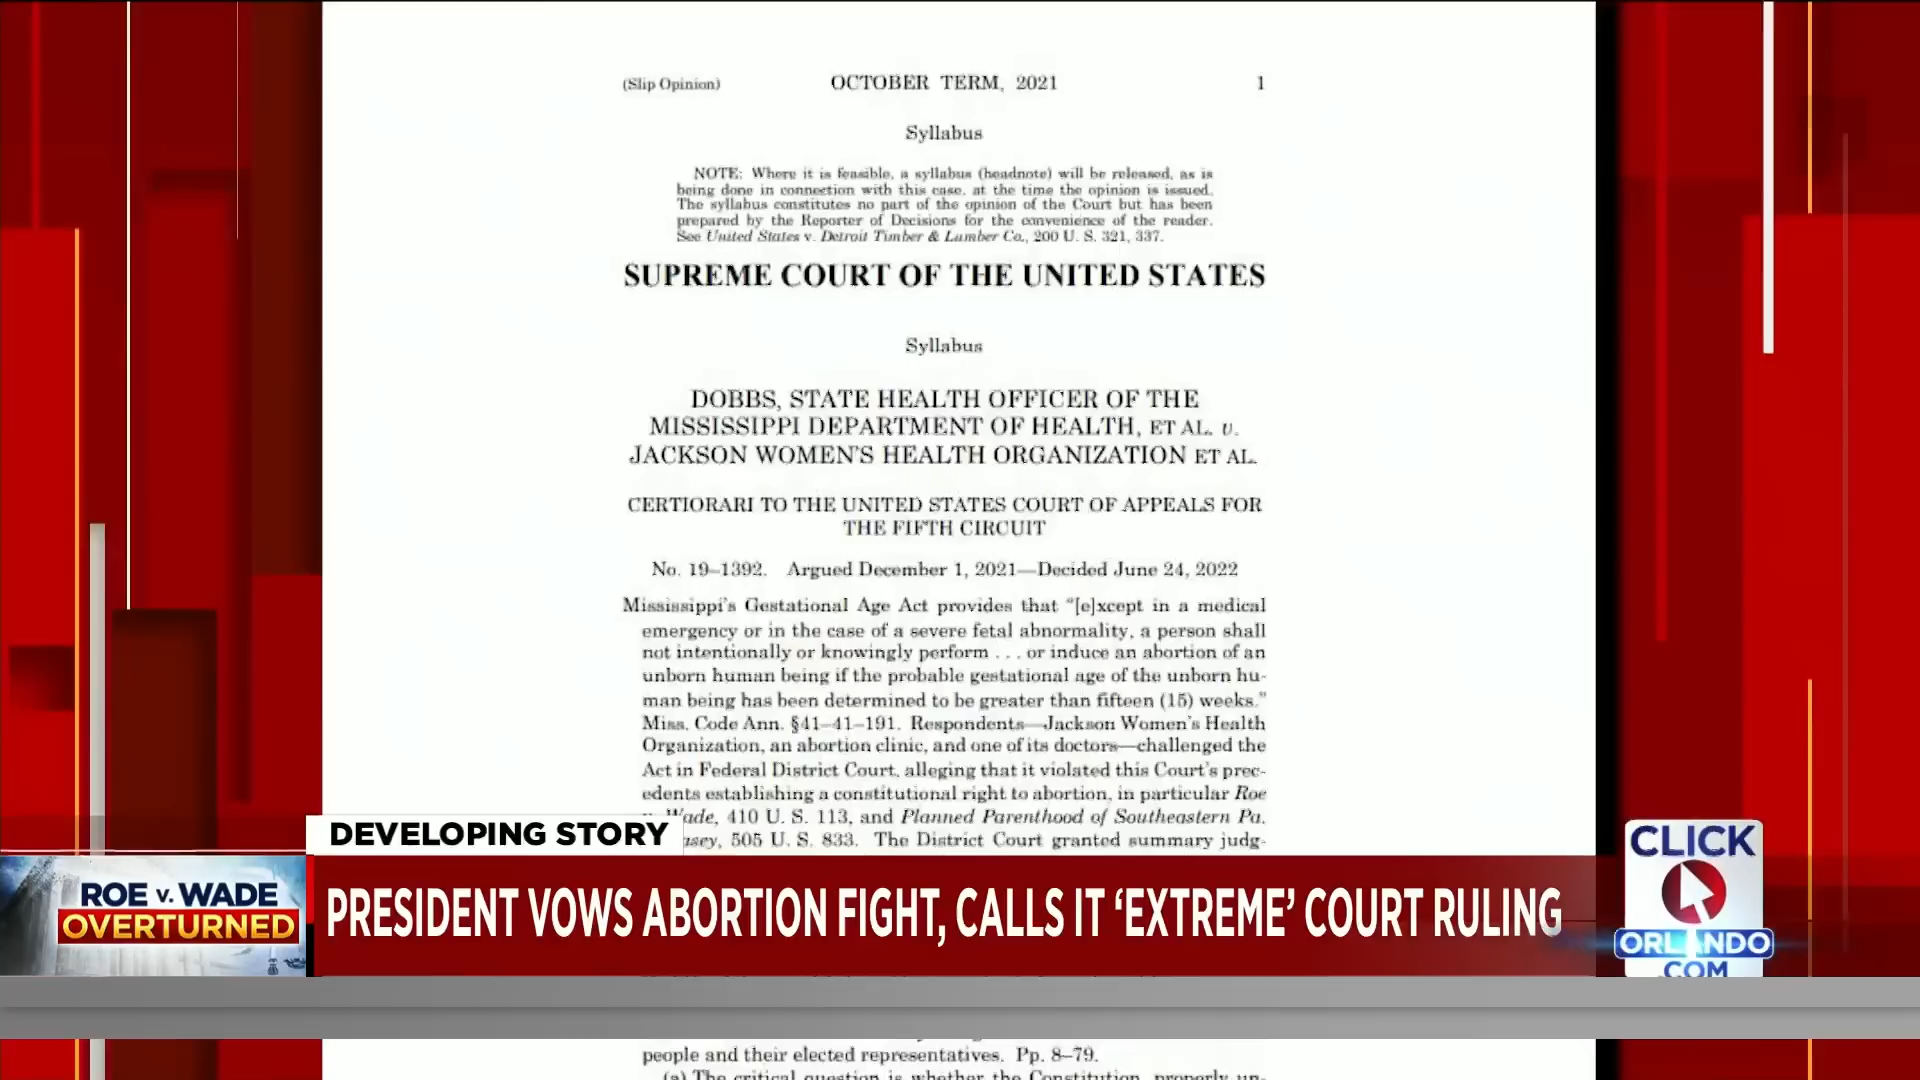 (Slip Opinion) OCTOBER TERM, 2021 1
Syllabus
NOTE: Where it is feasible, a syllabus (headnote) will be released, as is
being done in connection with this case, at the time the opinion is issued.
The syllabus constitutes no part of the opinion of the Court but has been
prepared by the Reporter of Decisions for the convenience of the reader.
See United States v. Detroit Timber & Lumber Co., 200 U. S. 321, 337.
SUPREME COURT OF THE UNITED STATES
Syllabus
DOBBS, STATE HEALTH OFFICER OF THE
MISSISSIPPI DEPARTMENT OF HEALTH, ET AL. v.
JACKSON WOMEN'S HEALTH ORGANIZATION ET AL.
CERTIORARI TO THE UNITED STATES COURT OF APPEALS FOR
THE FIFTH CIRCUIT
No. 19–1392. Argued December 1, 2021—Decided June 24, 2022
Mississippi's Gestational Age Act provides that "[e]xcept in a medical
emergency or in the case of a severe fetal abnormality, a person shall
not intentionally or knowingly perform . . . or induce an abortion of an
unborn human being if the probable gestational age of the unborn hu-
man being has been determined to be greater than fifteen (15) weeks."
Miss. Code Ann. §41–41–191. Respondents—Jackson Women's Health
Organization, an abortion clinic, and one of its doctors—challenged the
Act in Federal District Court, alleging that it violated this Court's prec-
edents establishing a constitutional right to abortion, in particular Roe
Wade, 410 U. S. 113, and Planned Parenthood of Southeastern Pa.
505 U. S. 833. The District Court granted summary judg-
DEVELOPING STORY
ROE v. WADE
OVERTURNED
PRESIDENT VOWS ABORTION FIGHT, CALLS IT 'EXTREME' COURT RULING
CLICK
ORLANDO
.COM
people and their elected representatives. Pp. 8–79.
(a) The critical question is whether the Constitution, properly un-